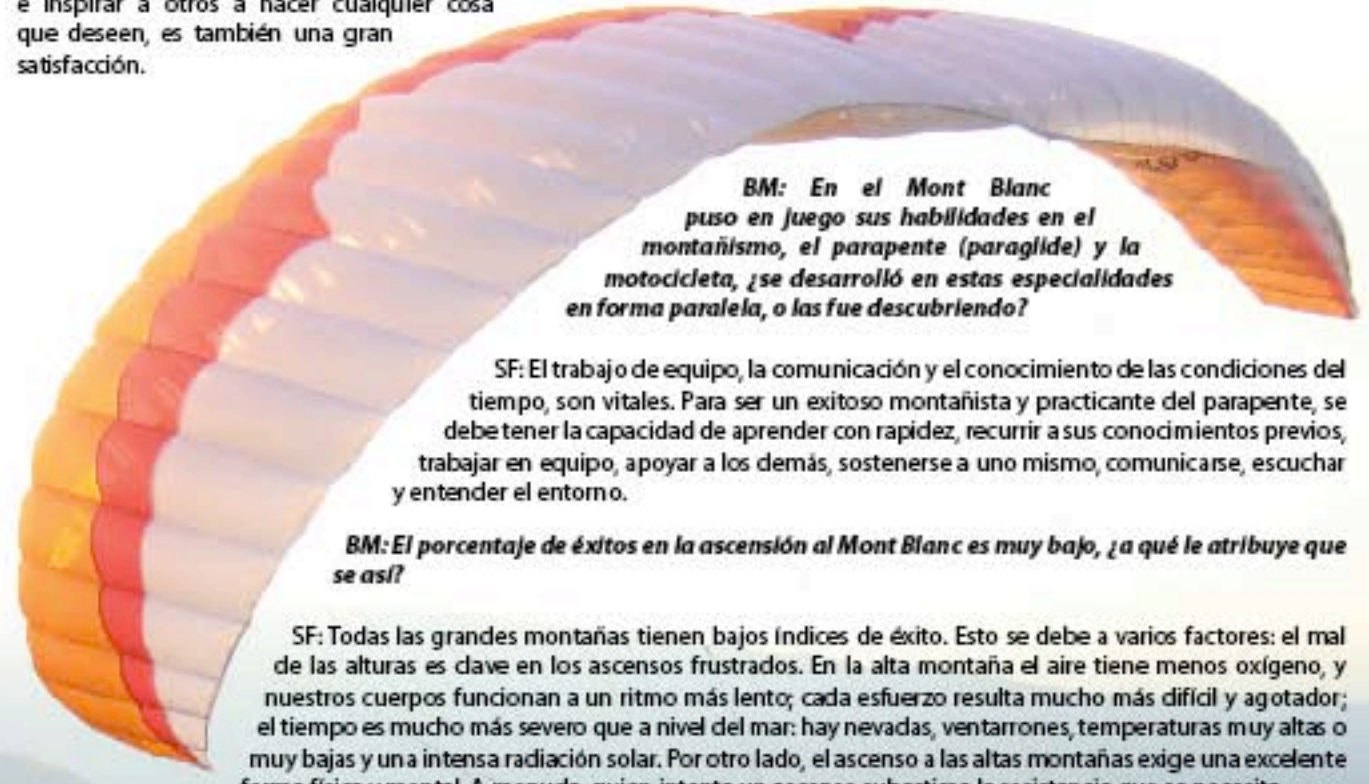 e inspirar a otros a hacer cualquier cosa
que deseen, es también una gran
satisfacción.
BM: En el Mont Blanc
puso en juego sus habilidades en el
montañismo, el parapente (paraglide) y la
motocicleta, ¿se desarrolló en estas especialidades
en forma paralela, o las fue descubriendo?
SF: El trabajo de equipo, la comunicación y el conocimiento de las condiciones del
tiempo, son vitales. Para ser un exitoso montañista y practicante del parapente, se
debe tener la capacidad de aprender con rapidez, recurrir a sus conocimientos previos,
trabajar en equipo, apoyar a los demás, sostenerse a uno mismo, comunicarse, escuchar
y entender el entorno.
BM: El porcentaje de éxitos en la ascensión al Mont Blanc es muy bajo, ¿a qué le atribuye que
se así?
SF: Todas las grandes montañas tienen bajos índices de éxito. Esto se debe a varios factores: el mal
de las alturas es clave en los ascensos frustrados. En la alta montaña el aire tiene menos oxígeno, y
nuestros cuerpos funcionan a un ritmo más lento; cada esfuerzo resulta mucho más difícil y agotador;
el tiempo es mucho más severo que a nivel del mar: hay nevadas, ventarrones, temperaturas muy altas o
muy bajas y una intensa radiación solar. Por otro lado, el ascenso a las altas montañas exige una excelente